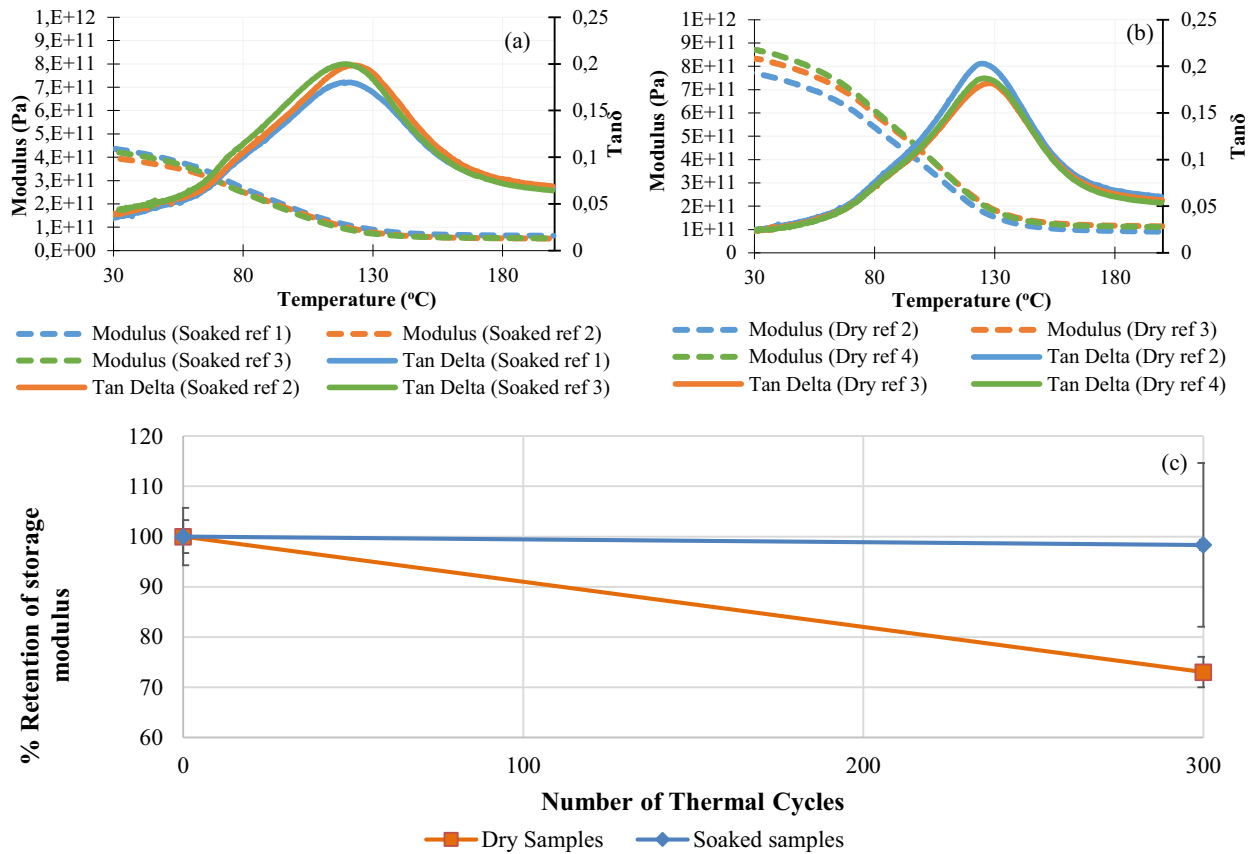 (a)
Modulus (Pa)
1,E+12
9,E+11
8,E+11
7,E+11
6,E+11
5,E+11
4,E+11
3,E+11
2,E+11
1,E+11
0,E+00
0,25
0,2
0,15
0,1
0,05
0
Tanδ
30 80 130 180
Temperature (ºC)
Modulus (Soaked ref 1) Modulus (Soaked ref 2)
Modulus (Soaked ref 3) Tan Delta (Soaked ref 1)
Tan Delta (Soaked ref 2) Tan Delta (Soaked ref 3)
(b)
Modulus (Pa)
1E+12
9E+11
8E+11
7E+11
6E+11
5E+11
4E+11
3E+11
2E+11
1E+11
0
0,25
0,2
0,15
0,1
0,05
0
Tanδ
30 80 130 180
Temperature (ºC)
Modulus (Dry ref 2) Modulus (Dry ref 3)
Modulus (Dry ref 4) Tan Delta (Dry ref 2)
Tan Delta (Dry ref 3) Tan Delta (Dry ref 4)
(c)
% Retention of storage
modulus
120
110
100
90
80
70
60
0 100 200 300
Number of Thermal Cycles
Dry Samples Soaked samples